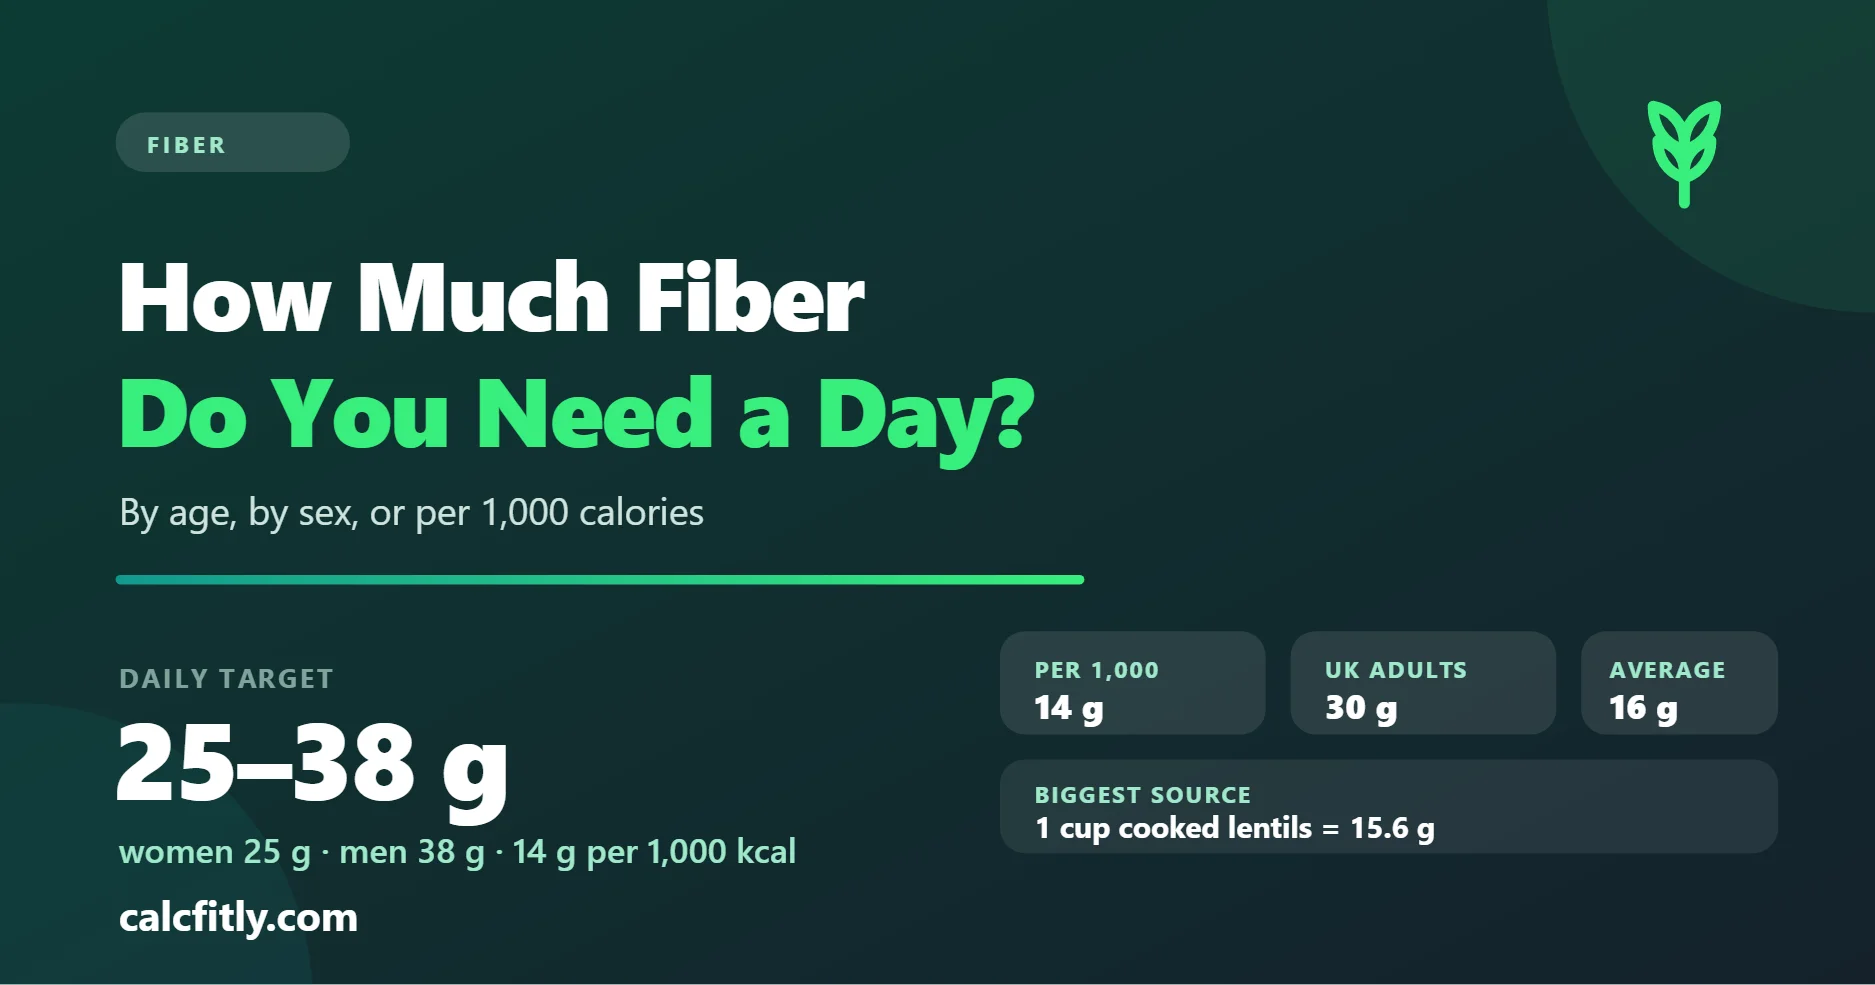 FIBER
How Much Fiber
Do You Need a Day?
By age, by sex, or per 1,000 calories
DAILY TARGET
25–38 g
women 25 g · men 38 g · 14 g per 1,000 kcal
calcfitly.com
PER 1,000
14 g
UK ADULTS
30 g
AVERAGE
16 g
BIGGEST SOURCE
1 cup cooked lentils = 15.6 g